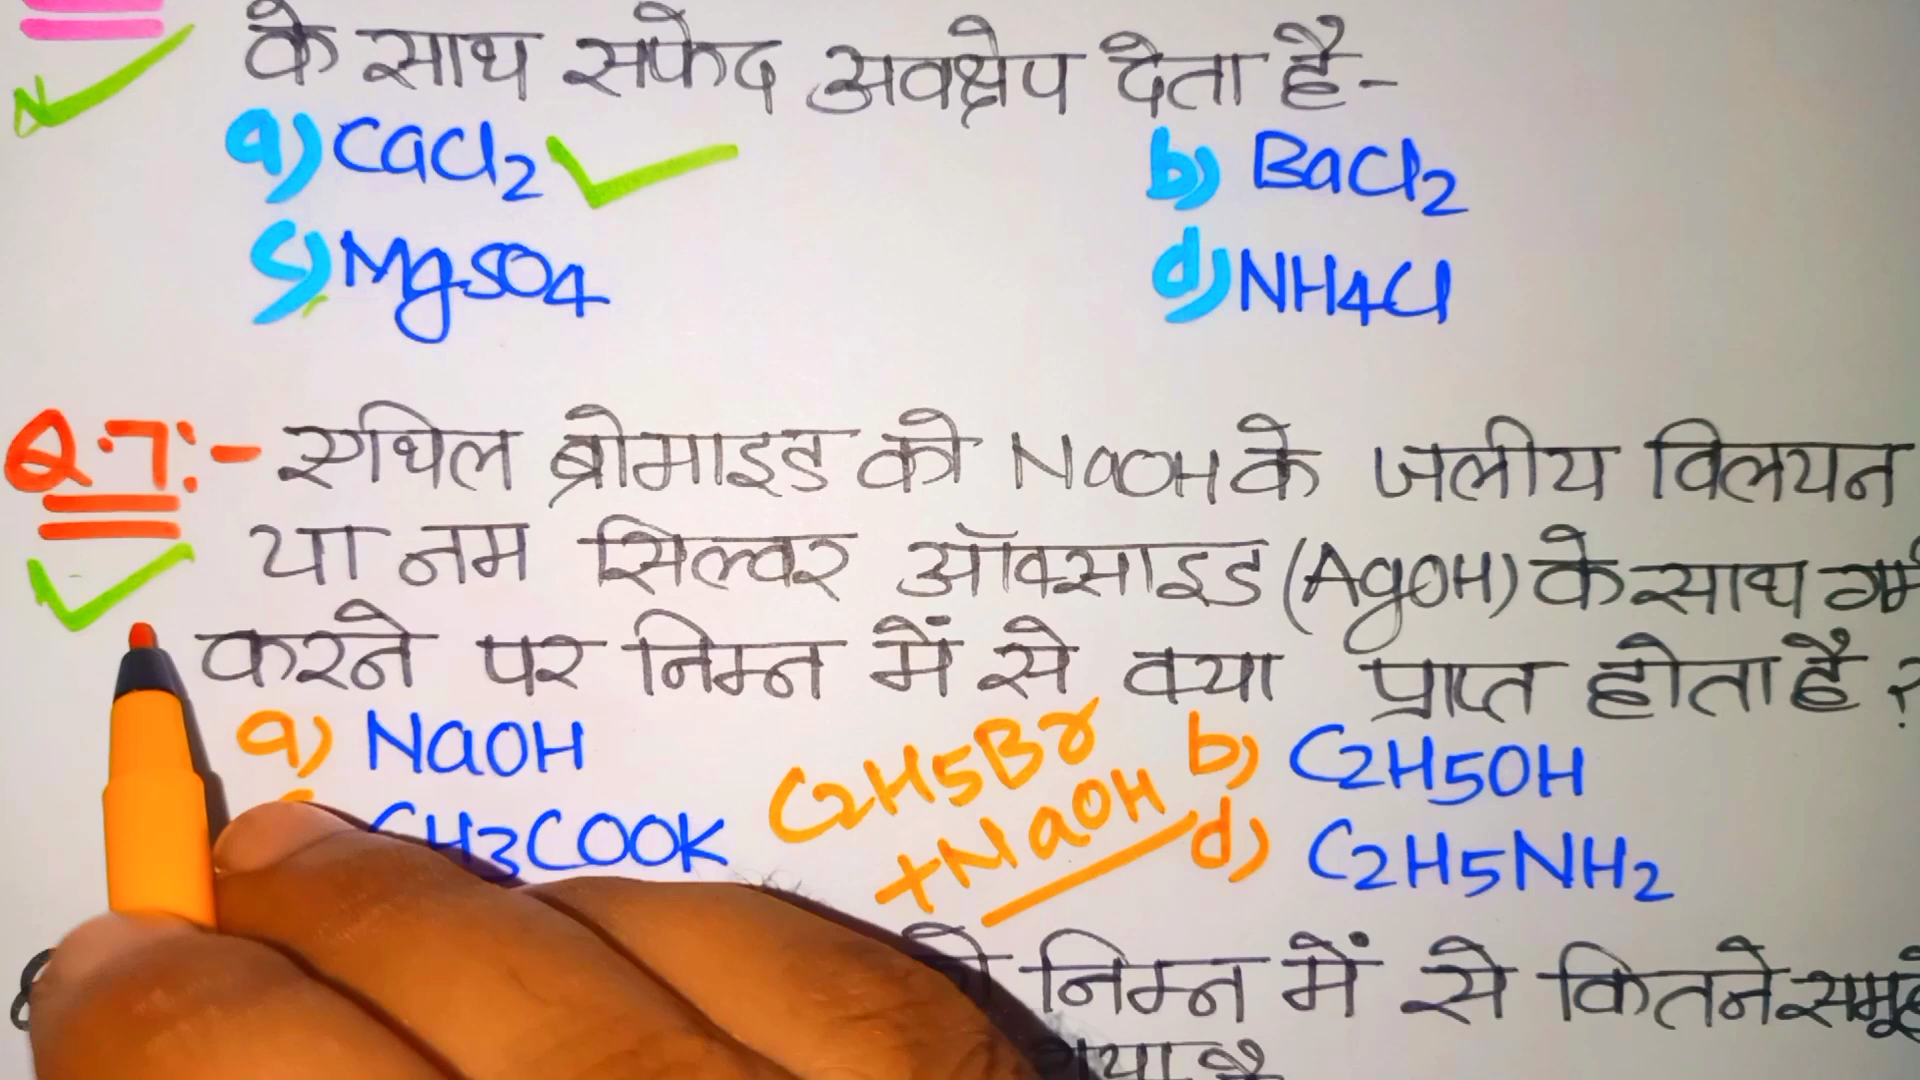 के साथ सफेद अवक्षेप देता है-
a) CaCl2 b) BaCl2
c) MgSO4 d) NH4Cl
Q.7:- एथिल ब्रोमाइड को NaOH के जलीय विलयन
या नम सिल्वर ऑक्साइड (AgOH) के साथ गर्म
करने पर निम्न में से क्या प्राप्त होता है?
a) NaOH b) C2H5OH
CH3COOK d) C2H5NH2
C2H5Br
+NaOH
निम्न में से कितने समूह